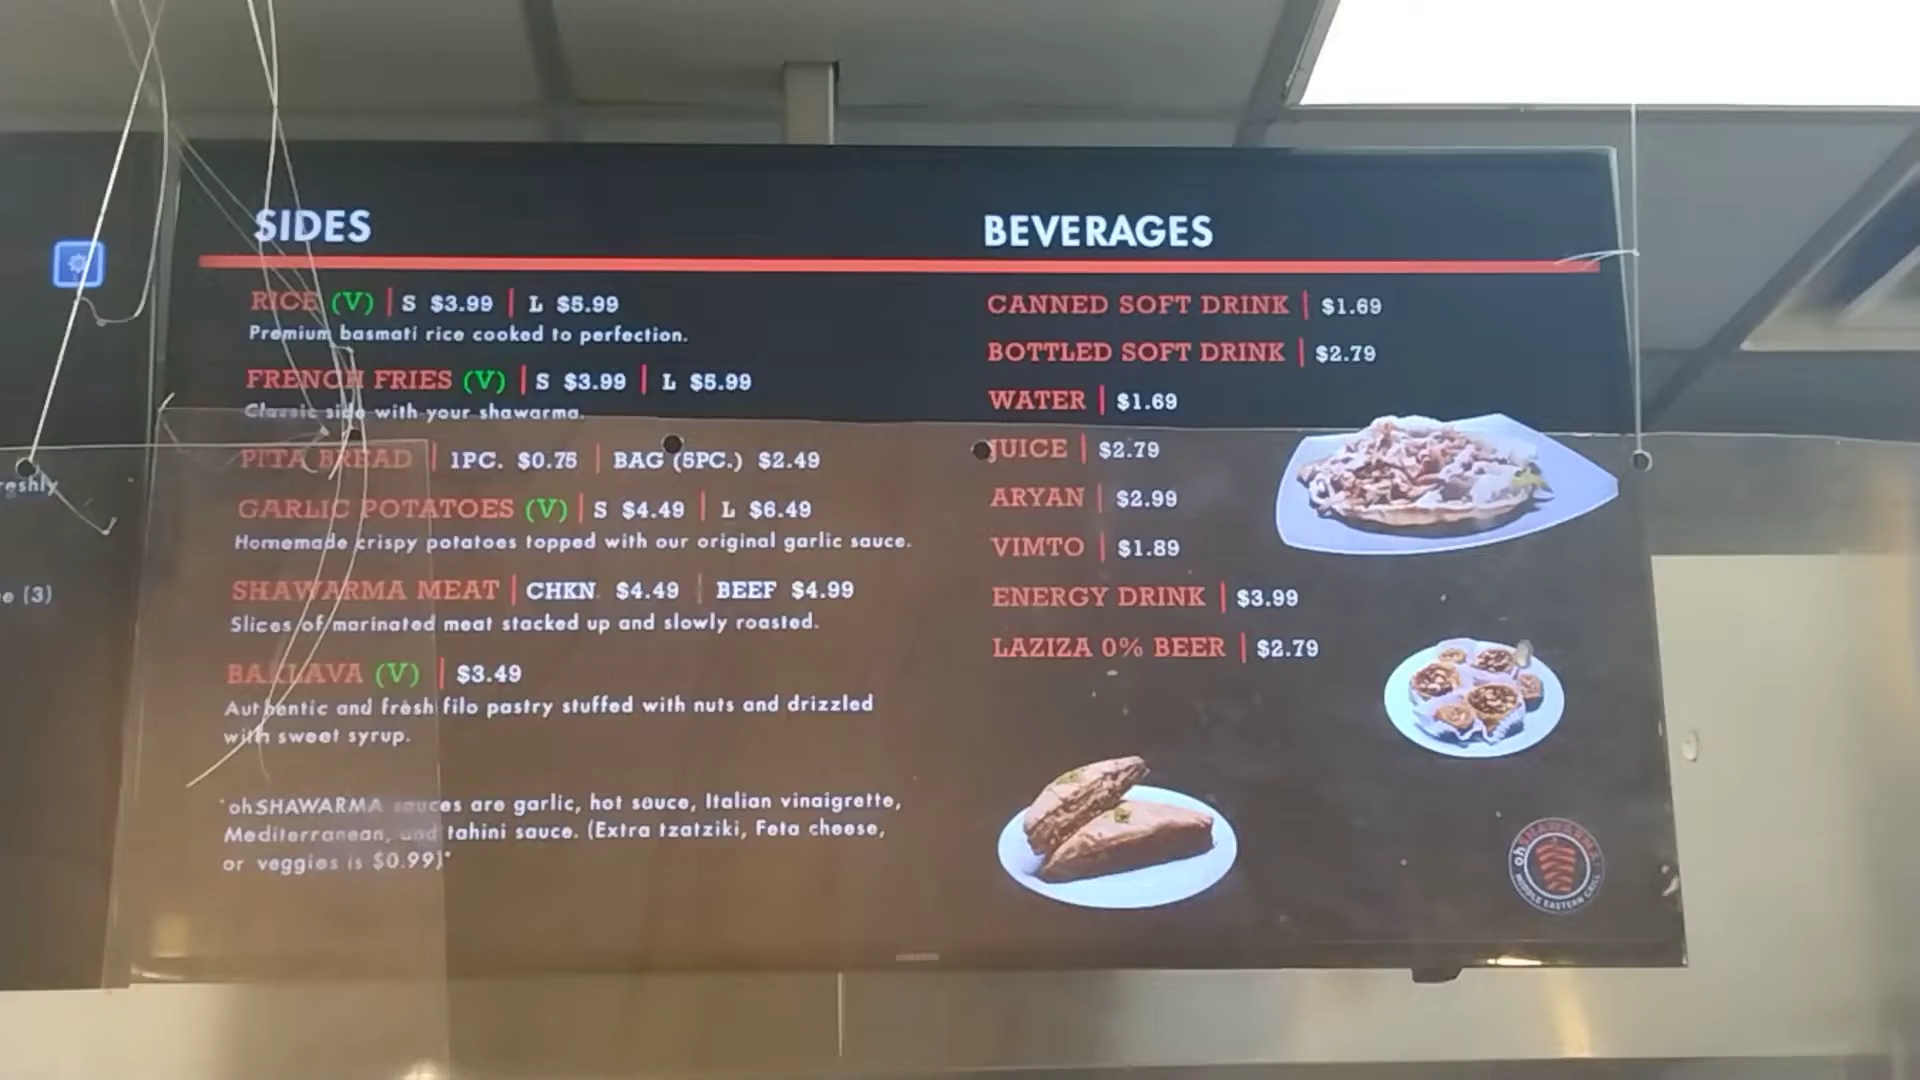 SIDES
RICE (V) | S $3.99 | L $5.99
Premium basmati rice cooked to perfection.
FRENCH FRIES (V) | S $3.99 | L $5.99
Classic side with your shawarma.
PITA BREAD | 1PC. $0.75 | BAG (5PC.) $2.49
GARLIC POTATOES (V) | S $4.49 | L $6.49
Homemade crispy potatoes topped with our original garlic sauce.
SHAWARMA MEAT | CHKN $4.49 | BEEF $4.99
Slices of marinated meat stacked up and slowly roasted.
BAKLAVA (V) | $3.49
Authentic and fresh filo pastry stuffed with nuts and drizzled
with sweet syrup.
*ohSHAWARMA sauces are garlic, hot sauce, Italian vinaigrette,
Mediterranean, and tahini sauce. (Extra tzatziki, Feta cheese,
or veggies is $0.99)*
BEVERAGES
CANNED SOFT DRINK | $1.69
BOTTLED SOFT DRINK | $2.79
WATER | $1.69
JUICE | $2.79
ARYAN | $2.99
VIMTO | $1.89
ENERGY DRINK | $3.99
LAZIZA 0% BEER | $2.79
ohSHAWARMA
MIDDLE EASTERN GRILL
(3)